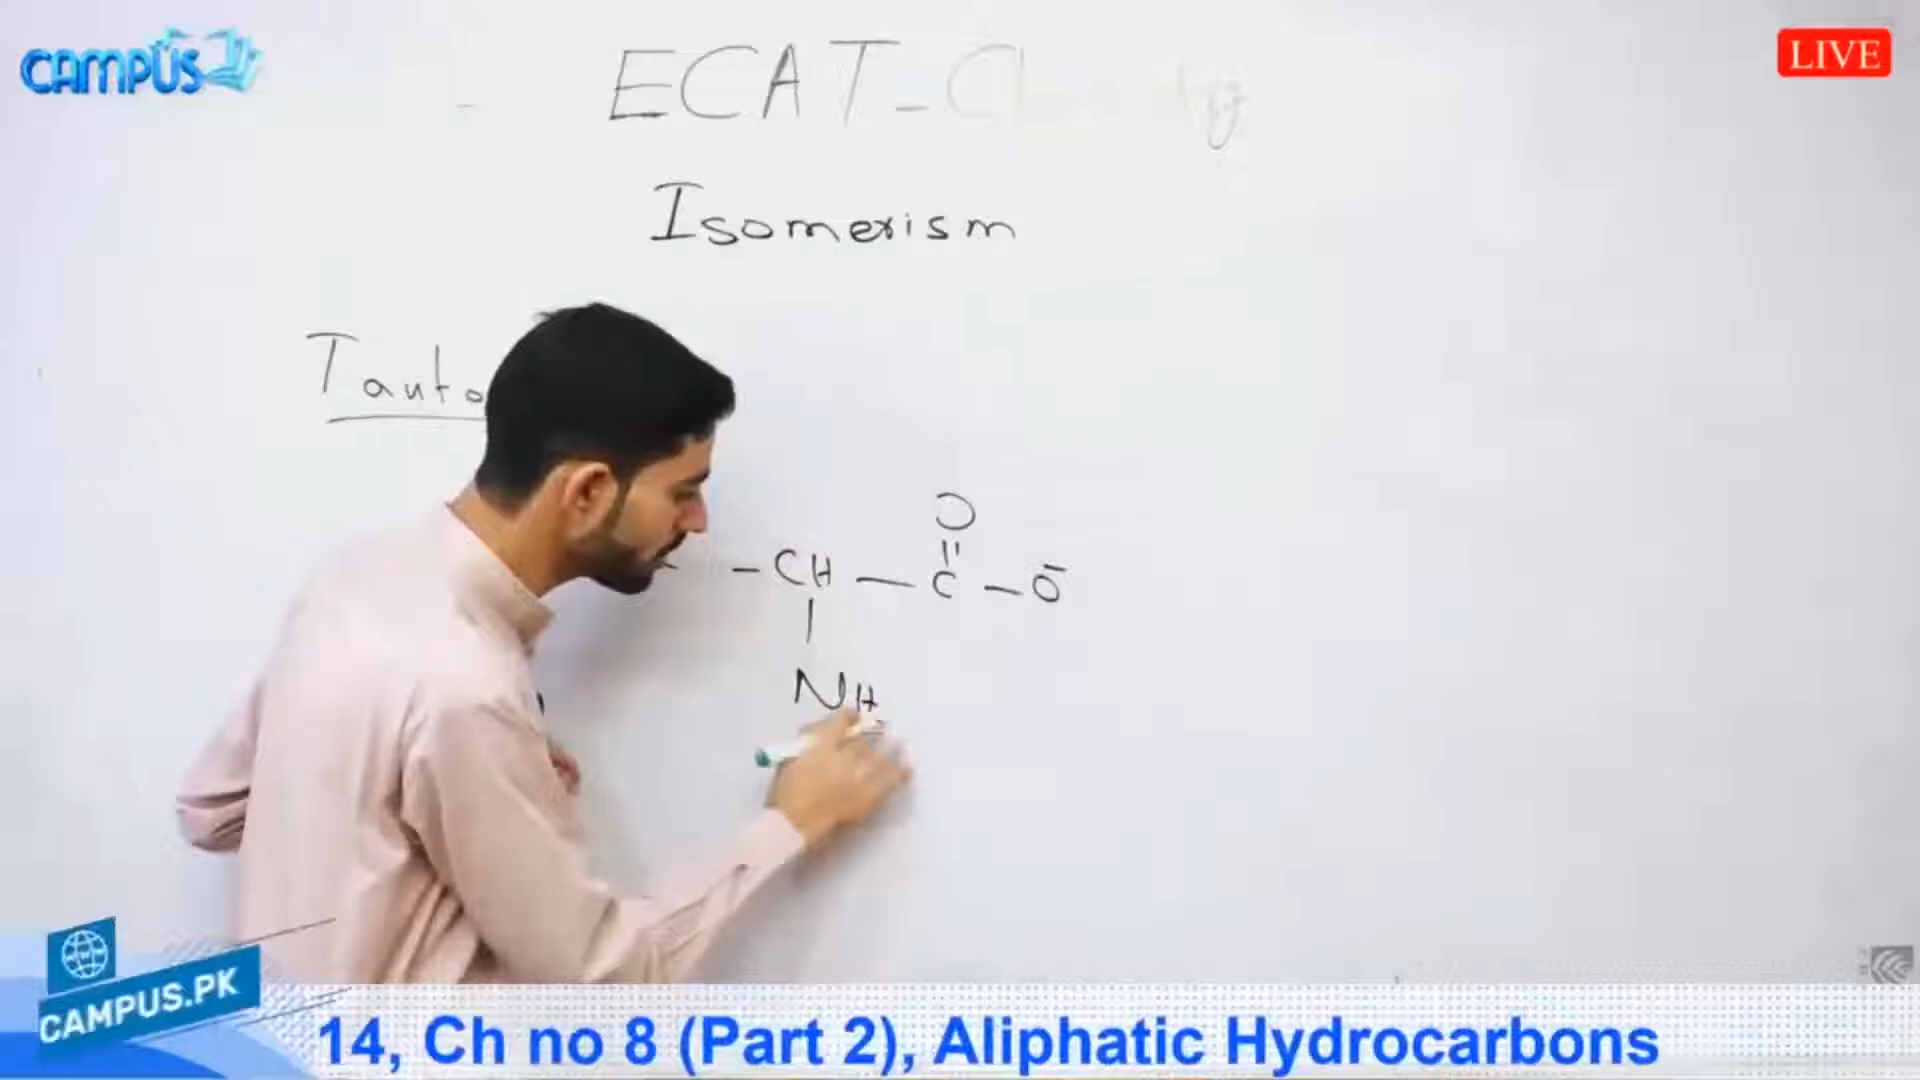 CAMPUS
LIVE
ECAT-
Isomerism
Tauto
O
-CH — C - O⁻
NH
CAMPUS.PK
14, Ch no 8 (Part 2), Aliphatic Hydrocarbons